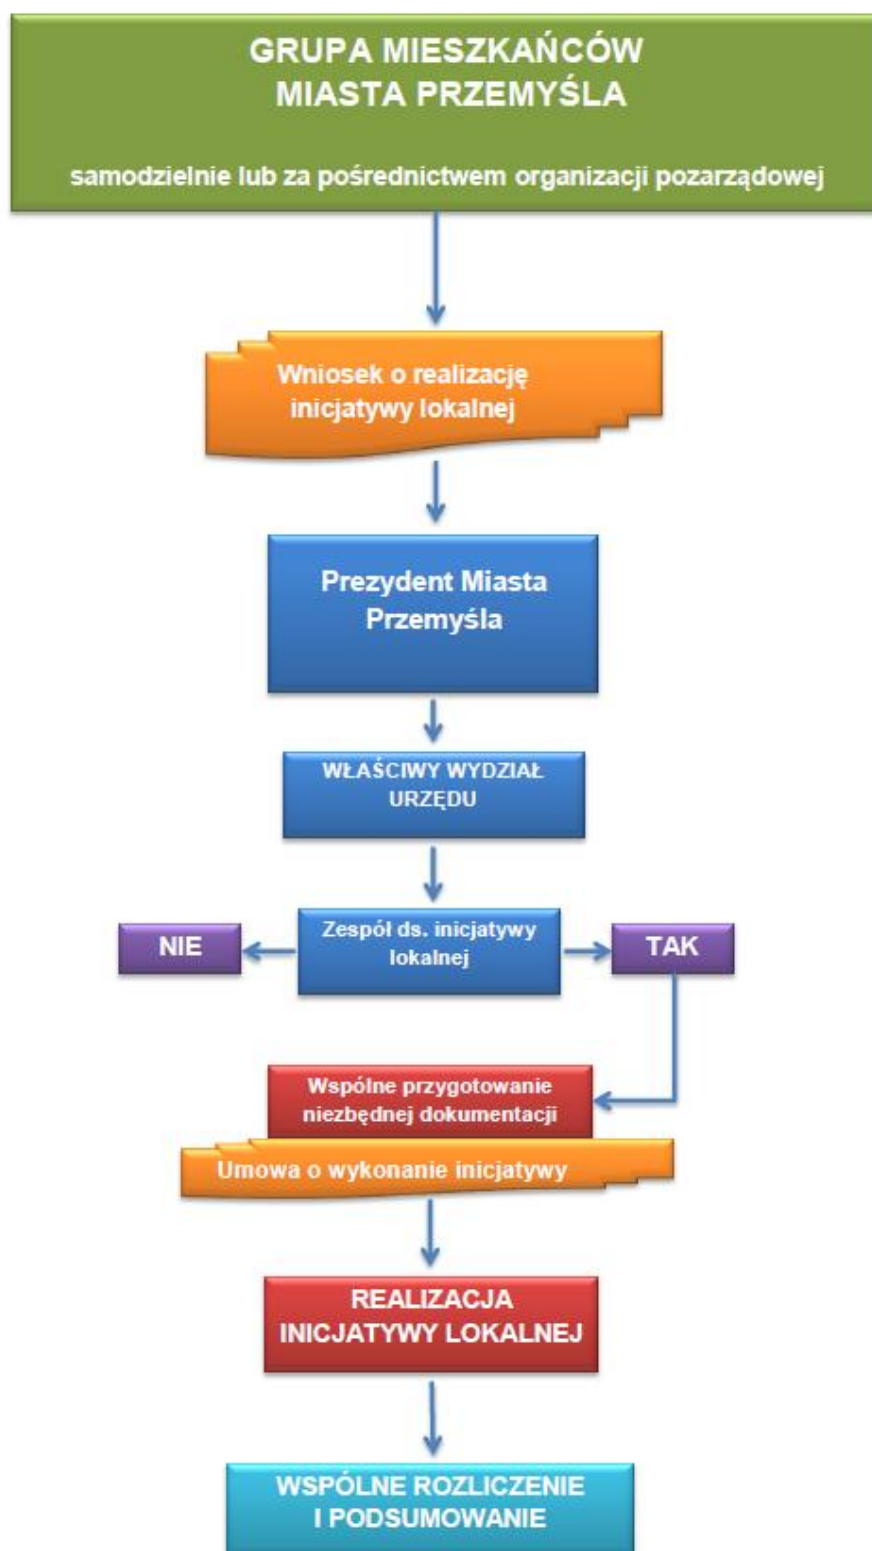 GRUPA MIESZKAŃCÓW
MIASTA PRZEMYŚLA
samodzielnie lub za pośrednictwem organizacji pozarządowej
Wniosek o realizację
inicjatywy lokalnej
Prezydent Miasta
Przemyśla
WŁAŚCIWY WYDZIAŁ
URZĘDU
NIE
Zespół ds. inicjatywy
lokalnej
TAK
Wspólne przygotowanie
niezbędnej dokumentacji
Umowa o wykonanie inicjatywy
REALIZACJA
INICJATYWY LOKALNEJ
WSPÓLNE ROZLICZENIE
I PODSUMOWANIE